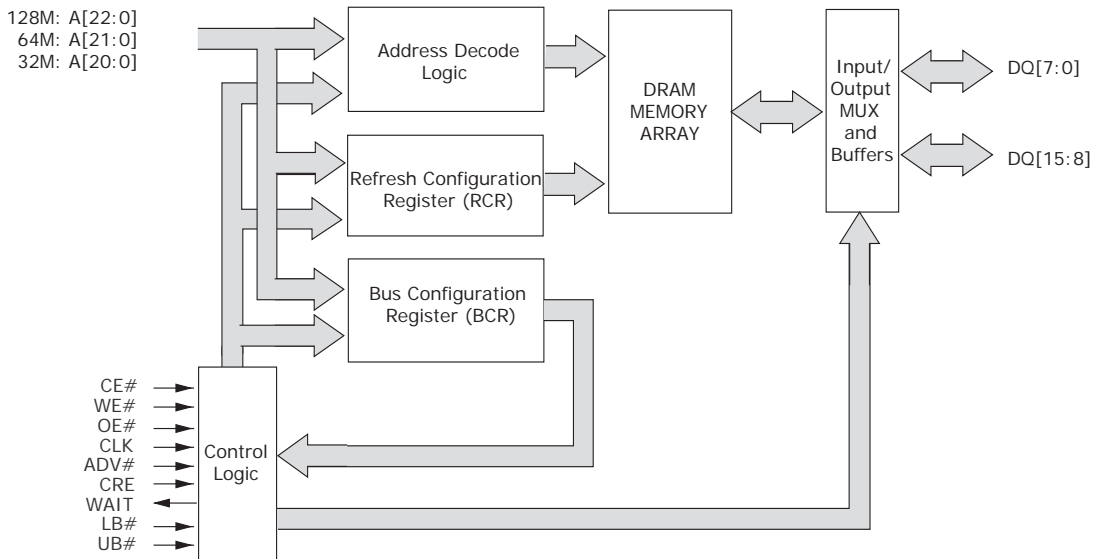 128M: A[22:0]
64M: A[21:0]
32M: A[20:0]
Address Decode
Logic
DRAM
MEMORY
ARRAY
Input/
Output
MUX
and
Buffers
DQ[7:0]
DQ[15:8]
Refresh Configuration
Register (RCR)
Bus Configuration
Register (BCR)
CE#
WE#
OE#
CLK
ADV#
CRE
WAIT
LB#
UB#
Control
Logic